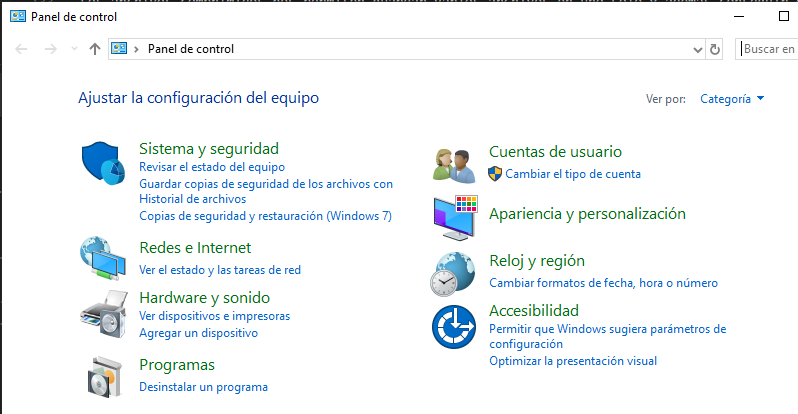 Panel de control
Panel de control
Buscar en
Ajustar la configuración del equipo
Ver por:
Categoría
Sistema y seguridad
Revisar el estado del equipo
Guardar copias de seguridad de los archivos con
Historial de archivos
Copias de seguridad y restauración (Windows 7)
Redes e Internet
Ver el estado y las tareas de red
Hardware y sonido
Ver dispositivos e impresoras
Agregar un dispositivo
Programas
Desinstalar un programa
Cuentas de usuario
Cambiar el tipo de cuenta
Apariencia y personalización
Reloj y región
Cambiar formatos de fecha, hora o número
Accesibilidad
Permitir que Windows sugiera parámetros de
configuración
Optimizar la presentación visual